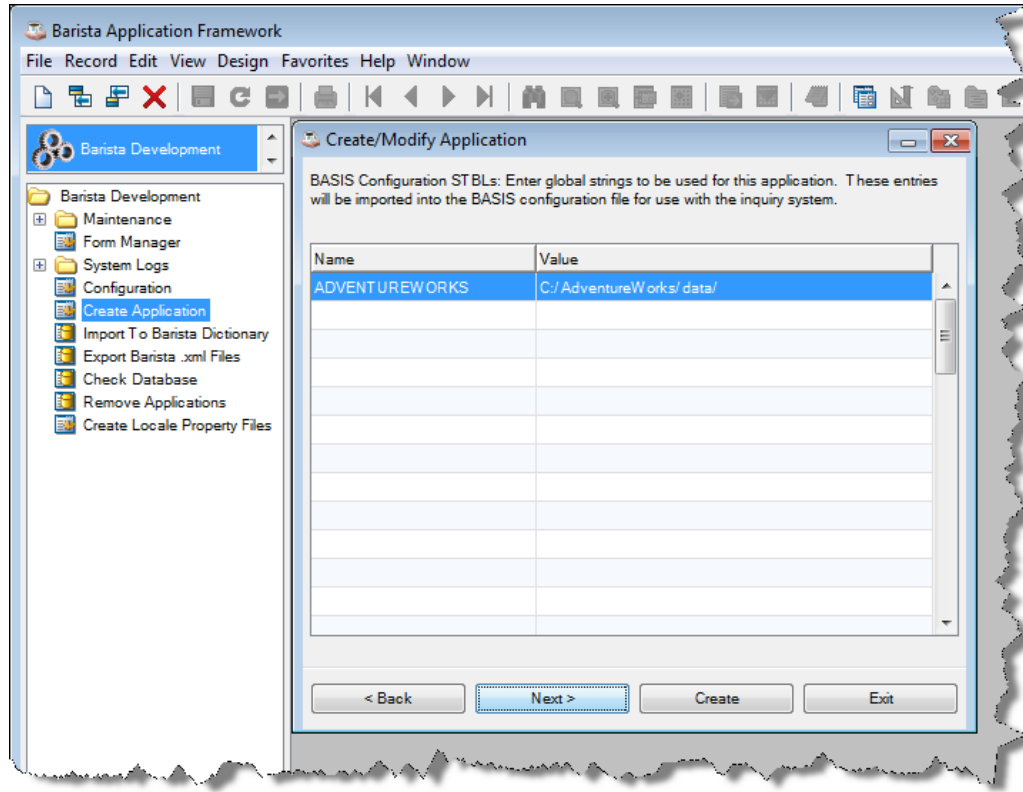 Barista Application Framework
File Record Edit View Design Favorites Help Window
Barista Development
Barista Development
Maintenance
Form Manager
System Logs
Configuration
Create Application
Import To Barista Dictionary
Export Barista .xml Files
Check Database
Remove Applications
Create Locale Property Files
Create/Modify Application
BASIS Configuration STBLs: Enter global strings to be used for this application. These entries
will be imported into the BASIS configuration file for use with the inquiry system.
Name Value
ADVENTUREWORKS C:/AdventureWorks/data/
< Back Next > Create Exit